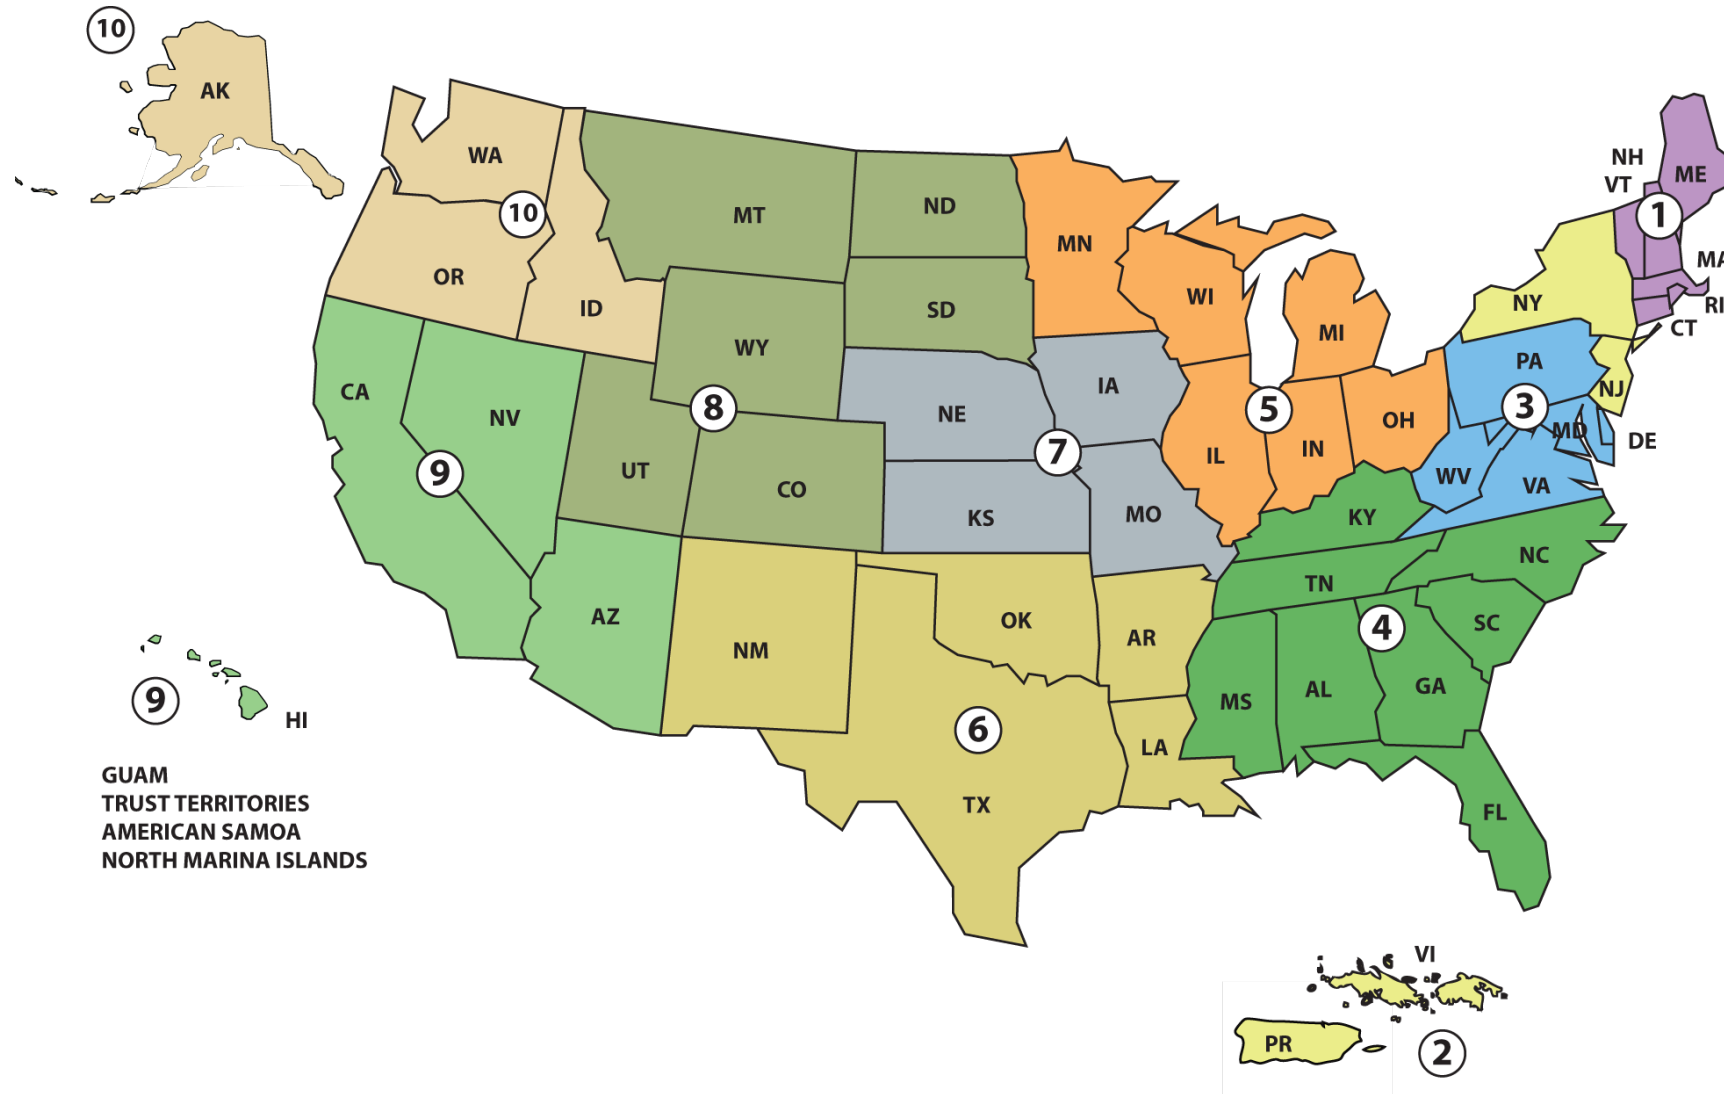 10
AK
WA
MT
ND
MN
NH
VT
ME
1
10
OR
ID
SD
WI
MI
NY
MA
RI
CT
WY
CA
NV
8
NE
IA
5
OH
PA
NJ
3
MD
DE
9
UT
CO
KS
7
MO
IL
IN
WV
VA
KY
NC
TN
AZ
NM
OK
AR
4
SC
MS
AL
GA
9
HI
6
LA
TX
FL
GUAM
TRUST TERRITORIES
AMERICAN SAMOA
NORTH MARINA ISLANDS
VI
PR
2